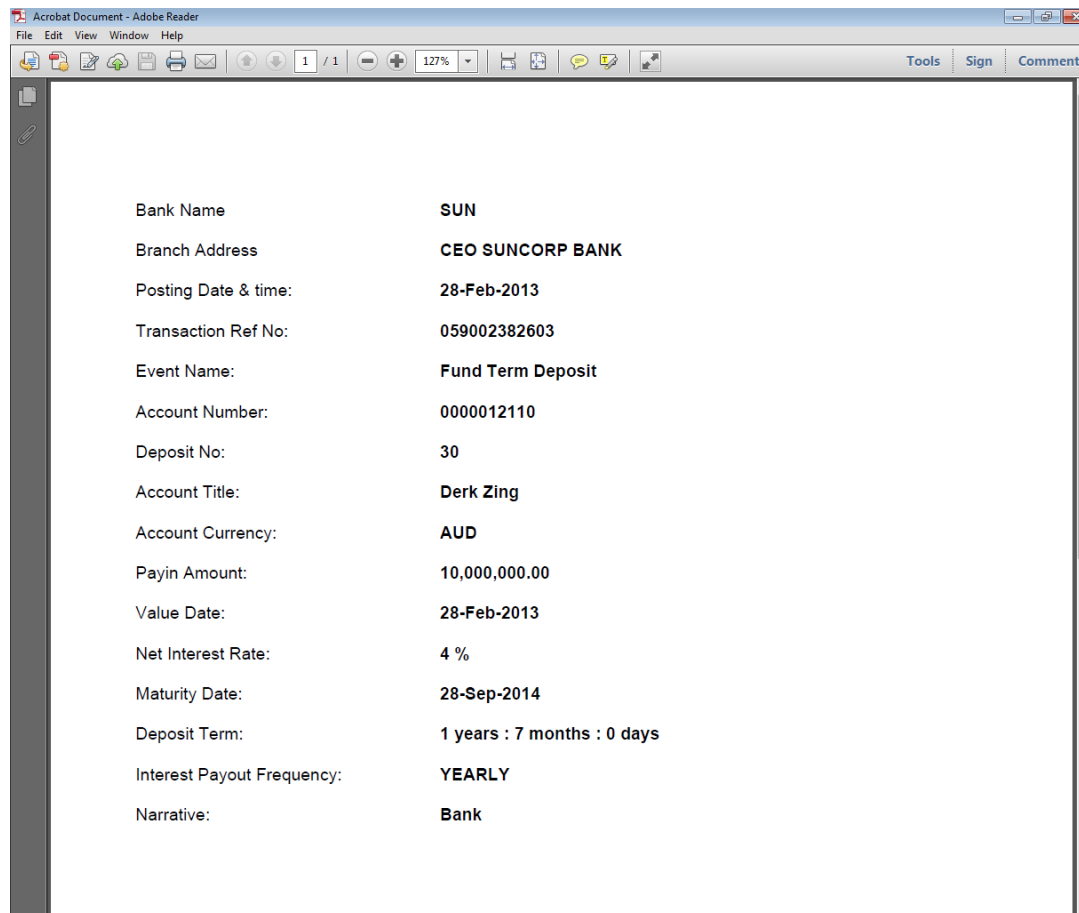 Acrobat Document - Adobe Reader
File Edit View Window Help
1 / 1 127% Tools Sign Comment
Bank Name SUN
Branch Address CEO SUNCORP BANK
Posting Date & time: 28-Feb-2013
Transaction Ref No: 059002382603
Event Name: Fund Term Deposit
Account Number: 0000012110
Deposit No: 30
Account Title: Derk Zing
Account Currency: AUD
Payin Amount: 10,000,000.00
Value Date: 28-Feb-2013
Net Interest Rate: 4 %
Maturity Date: 28-Sep-2014
Deposit Term: 1 years : 7 months : 0 days
Interest Payout Frequency: YEARLY
Narrative: Bank